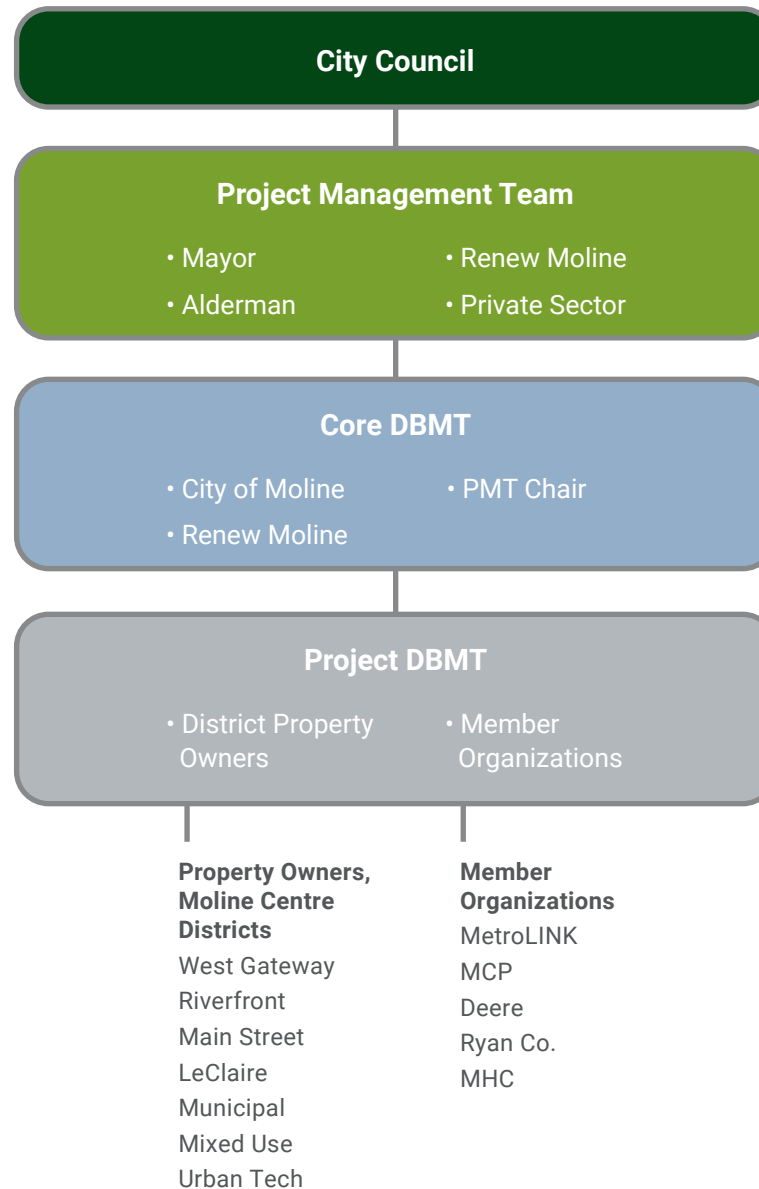 City Council
Project Management Team
• Mayor
• Alderman
• Renew Moline
• Private Sector
Core DBMT
• City of Moline
• Renew Moline
• PMT Chair
Project DBMT
• District Property
Owners
• Member
Organizations
Property Owners,
Moline Centre
Districts
West Gateway
Riverfront
Main Street
LeClaire
Municipal
Mixed Use
Urban Tech
Member
Organizations
MetroLINK
MCP
Deere
Ryan Co.
MHC